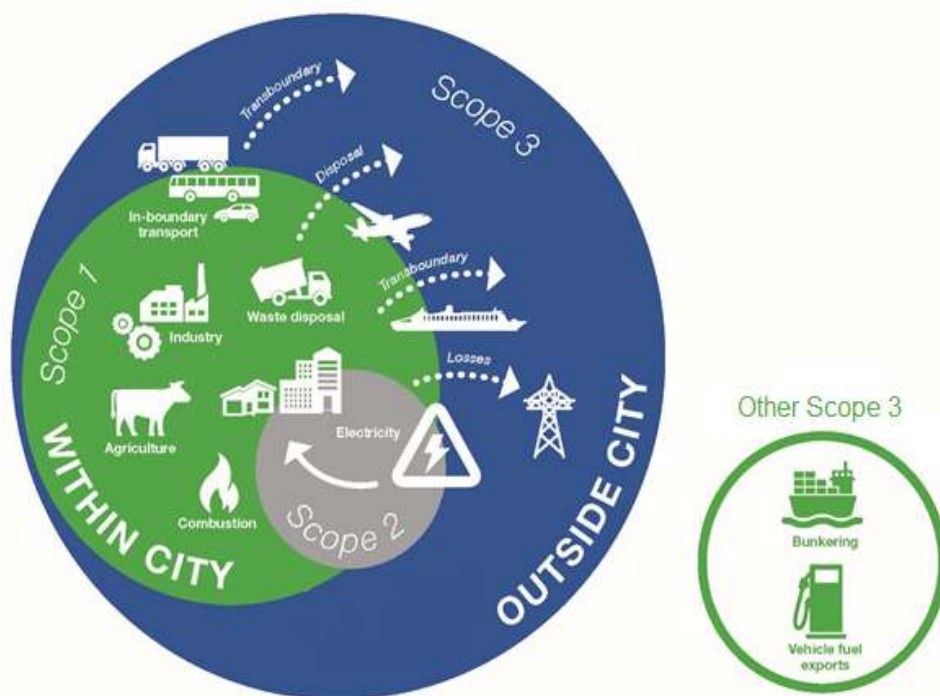 Transboundary
Scope 3
Disposal
In-boundary
transport
Transboundary
Scope 1
Waste disposal
Industry
Losses
Agriculture
Electricity
Combustion
Scope 2
WITHIN CITY
OUTSIDE CITY
Other Scope 3
Bunkering
Vehicle fuel
exports